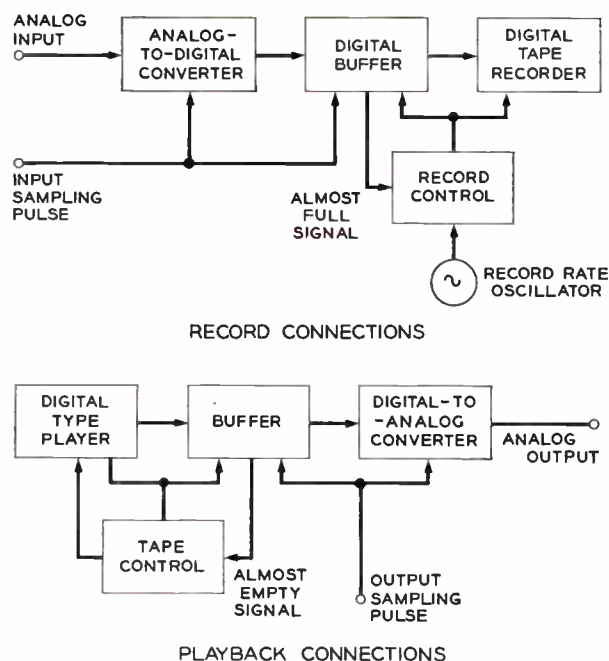 ANALOG
INPUT
ANALOG-
TO-DIGITAL
CONVERTER
DIGITAL
BUFFER
DIGITAL
TAPE
RECORDER
INPUT
SAMPLING
PULSE
ALMOST
FULL
SIGNAL
RECORD
CONTROL
RECORD RATE
OSCILLATOR
RECORD CONNECTIONS
DIGITAL
TYPE
PLAYER
BUFFER
DIGITAL-TO
-ANALOG
CONVERTER
ANALOG
OUTPUT
TAPE
CONTROL
ALMOST
EMPTY
SIGNAL
OUTPUT
SAMPLING
PULSE
PLAYBACK CONNECTIONS